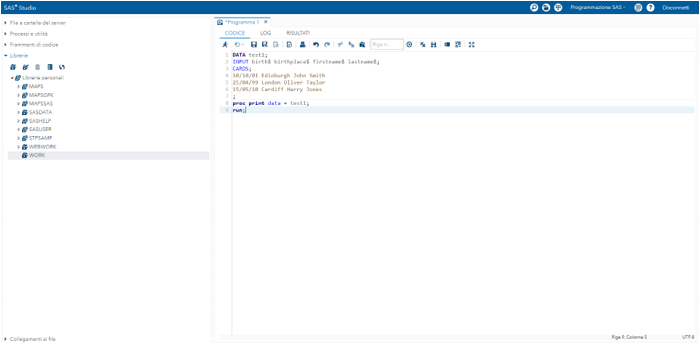 SAS® Studio
Programmazione SAS
Disconnetti
File e cartelle del server
Processi e utilità
Frammenti di codice
Librerie
Librerie personali
MAPS
MAPSGFK
MAPSSAS
SASDATA
SASHELP
SASUSER
STPSAMP
WEBWORK
WORK
Collegamenti ai file
*Programma 1 ×
CODICE LOG RISULTATI
Riga n.
1 DATA test1;
2 INPUT birth$ birthplace$ firstname$ lastname$;
3 CARDS;
4 10/10/01 Edinburgh John Smith
5 25/04/99 London Oliver Taylor
6 15/05/10 Cardiff Harry Jones
7 ;
8 proc print data = test1;
9 run;
Riga 9, Colonna 5
UTF-8